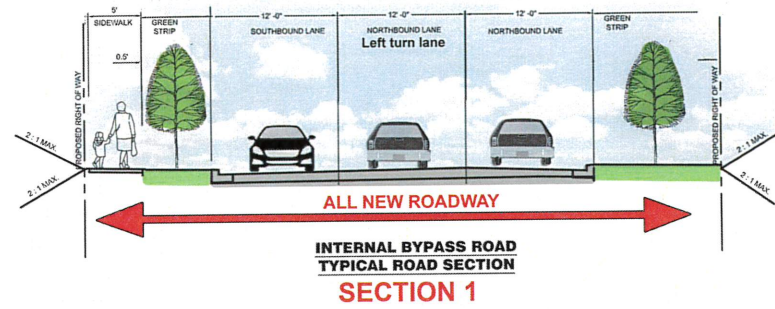 5'
SIDEWALK
0.5'
GREEN
STRIP
12' -0"
SOUTHBOUND LANE
12' -0"
NORTHBOUND LANE
Left turn lane
12' -0"
NORTHBOUND LANE
GREEN
STRIP
0.5'
PROPOSED RIGHT OF WAY
PROPOSED RIGHT OF WAY
2 : 1 MAX.
2 : 1 MAX.
2 : 1 MAX.
2 : 1 MAX.
ALL NEW ROADWAY
INTERNAL BYPASS ROAD
TYPICAL ROAD SECTION
SECTION 1